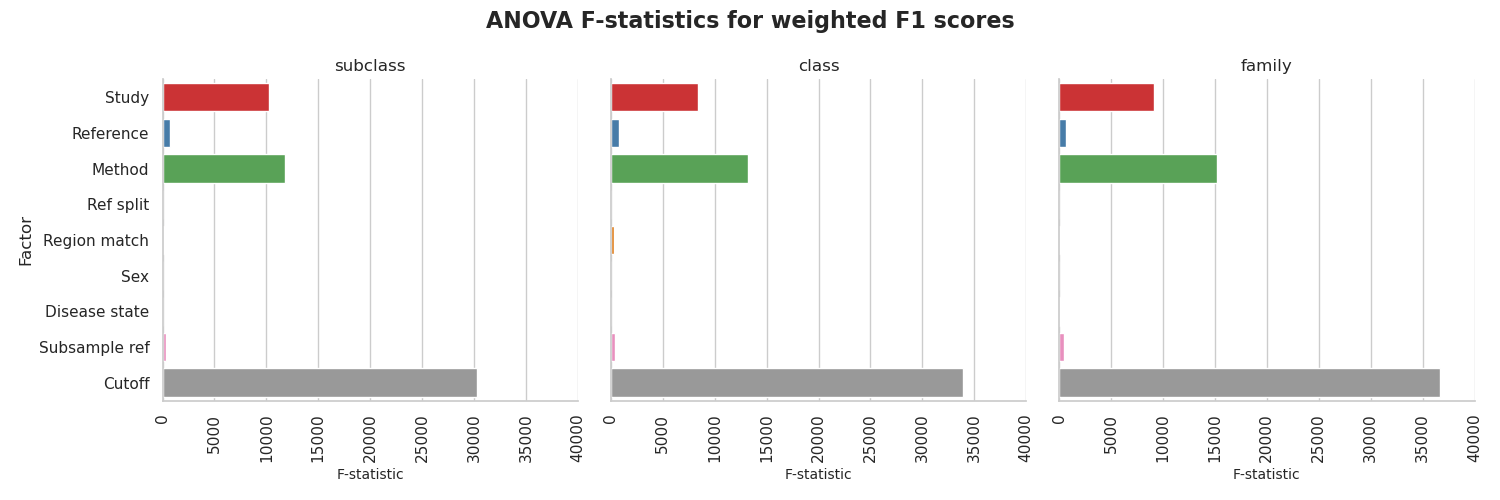 ANOVA F-statistics for weighted F1 scores
subclass
class
family
Factor
Study
Reference
Method
Ref split
Region match
Sex
Disease state
Subsample ref
Cutoff
0 5000 10000 15000 20000 25000 30000 35000 40000
0 5000 10000 15000 20000 25000 30000 35000 40000
0 5000 10000 15000 20000 25000 30000 35000 40000
F-statistic
F-statistic
F-statistic